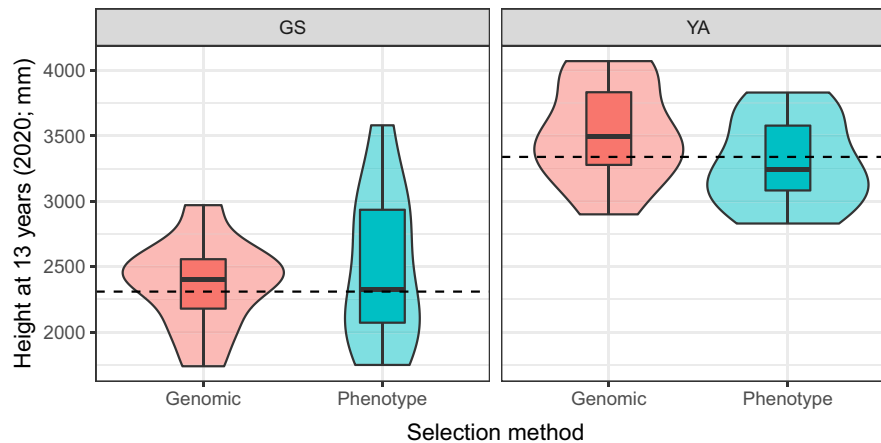 GS
YA
Height at 13 years (2020; mm)
4000
3500
3000
2500
2000
Genomic
Phenotype
Genomic
Phenotype
Selection method